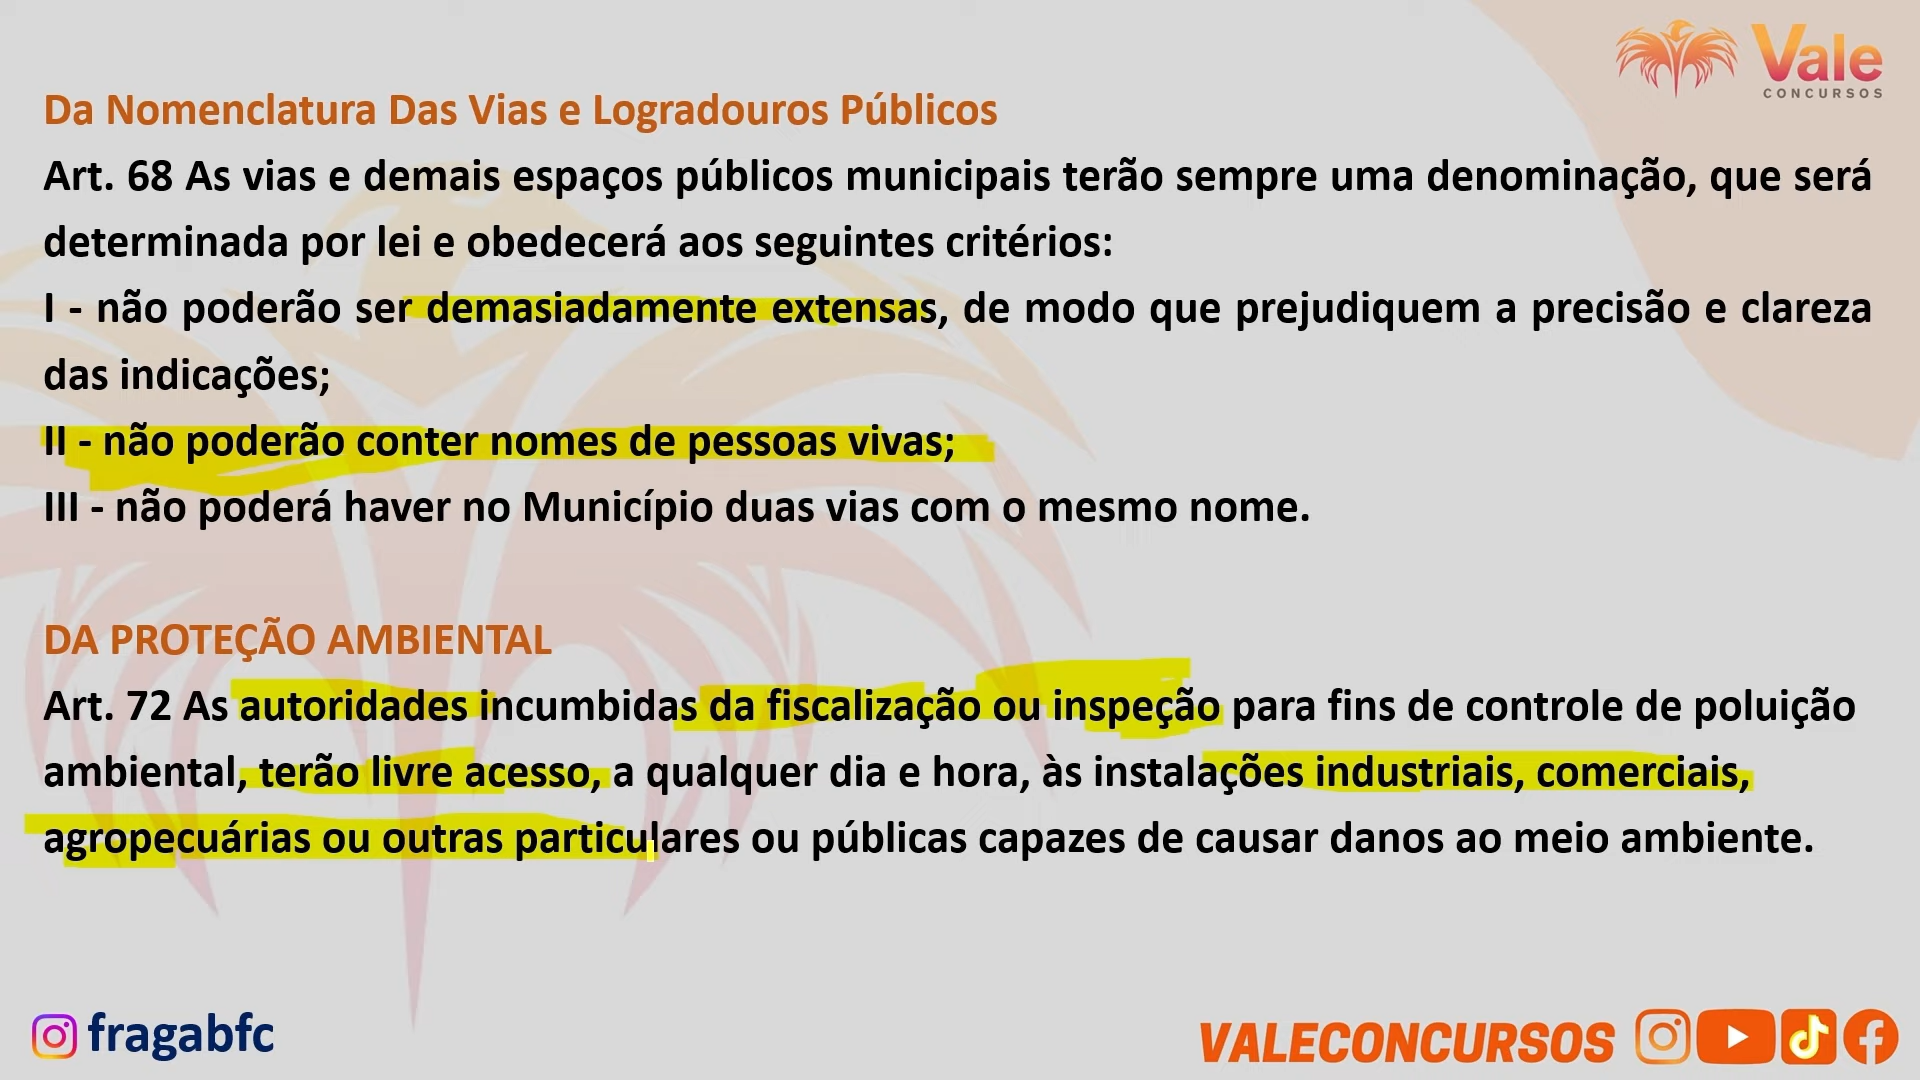 Vale
CONCURSOS
Da Nomenclatura Das Vias e Logradouros Públicos
Art. 68 As vias e demais espaços públicos municipais terão sempre uma denominação, que será
determinada por lei e obedecerá aos seguintes critérios:
I - não poderão ser demasiadamente extensas, de modo que prejudiquem a precisão e clareza
das indicações;
II - não poderão conter nomes de pessoas vivas;
III - não poderá haver no Município duas vias com o mesmo nome.
DA PROTEÇÃO AMBIENTAL
Art. 72 As autoridades incumbidas da fiscalização ou inspeção para fins de controle de poluição
ambiental, terão livre acesso, a qualquer dia e hora, às instalações industriais, comerciais,
agropecuárias ou outras particulares ou públicas capazes de causar danos ao meio ambiente.
fragabfc
VALECONCURSOS